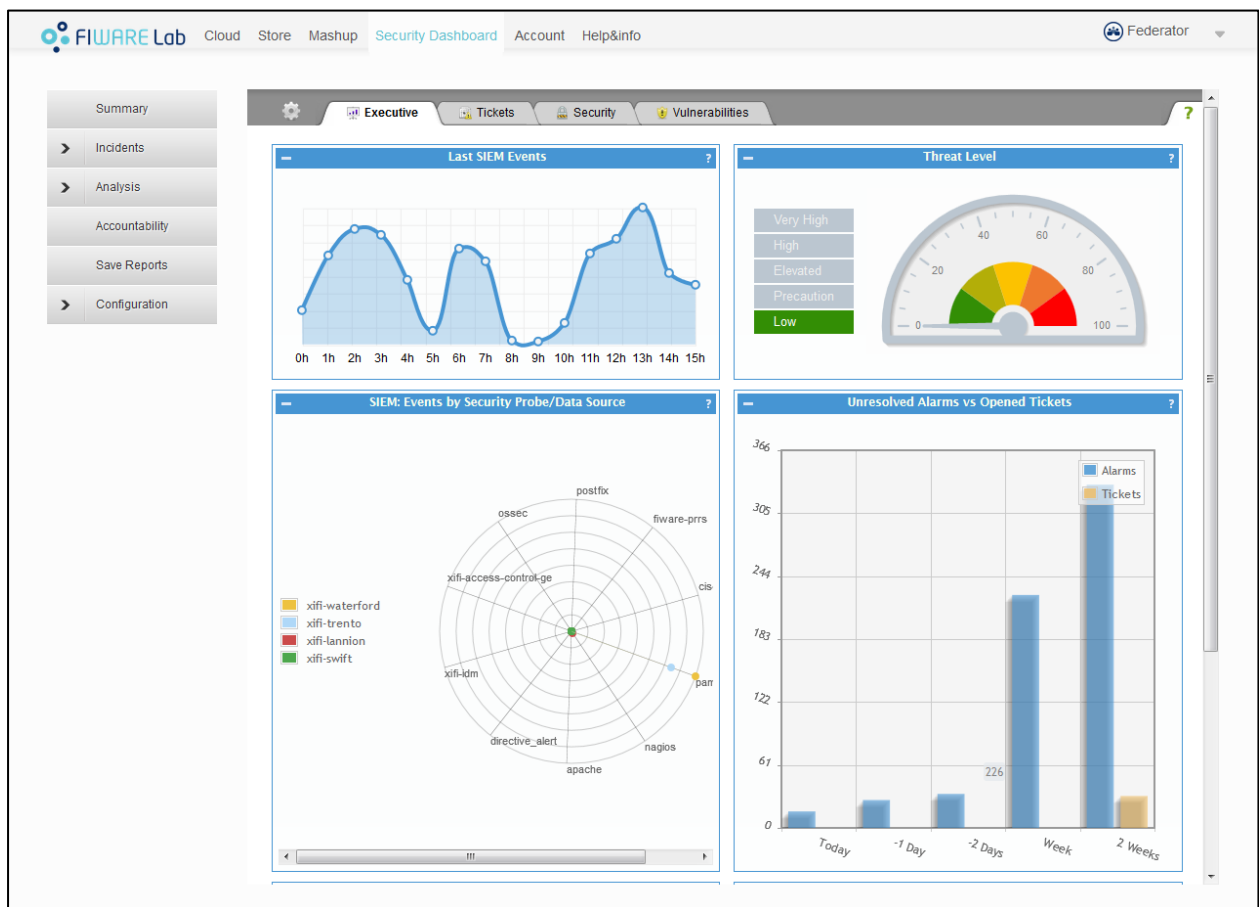 FIWARE Lab Cloud Store Mashup Security Dashboard Account Help&info Federator
Summary
Incidents
Analysis
Accountability
Save Reports
Configuration
Executive Tickets Security Vulnerabilities ?
Last SIEM Events ?
0h 1h 2h 3h 4h 5h 6h 7h 8h 9h 10h 11h 12h 13h 14h 15h
Threat Level ?
Very High
High
Elevated
Precaution
Low
0 20 40 60 80 100
SIEM: Events by Security Probe/Data Source ?
xifi-waterford
xifi-trento
xifi-lannion
xifi-swift
postfix
ossec
fiware-prrs
xifi-access-control-ge
cis
xifi-idm
pam
directive_alert
nagios
apache
Unresolved Alarms vs Opened Tickets ?
Alarms
Tickets
366
305
244
183
122
61
0
226
Today -1 Day -2 Days Week 2 Weeks